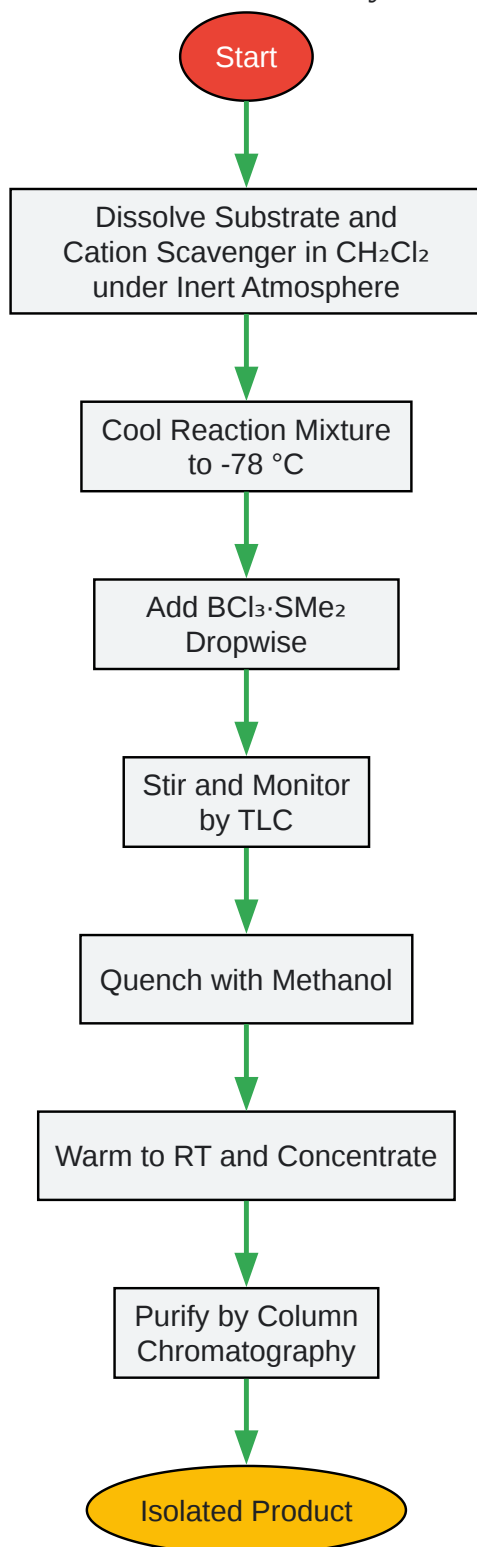 Start
Dissolve Substrate and
Cation Scavenger in CH₂Cl₂
under Inert Atmosphere
Cool Reaction Mixture
to -78 °C
Add BCl₃·SMe₂
Dropwise
Stir and Monitor
by TLC
Quench with Methanol
Warm to RT and Concentrate
Purify by Column
Chromatography
Isolated Product